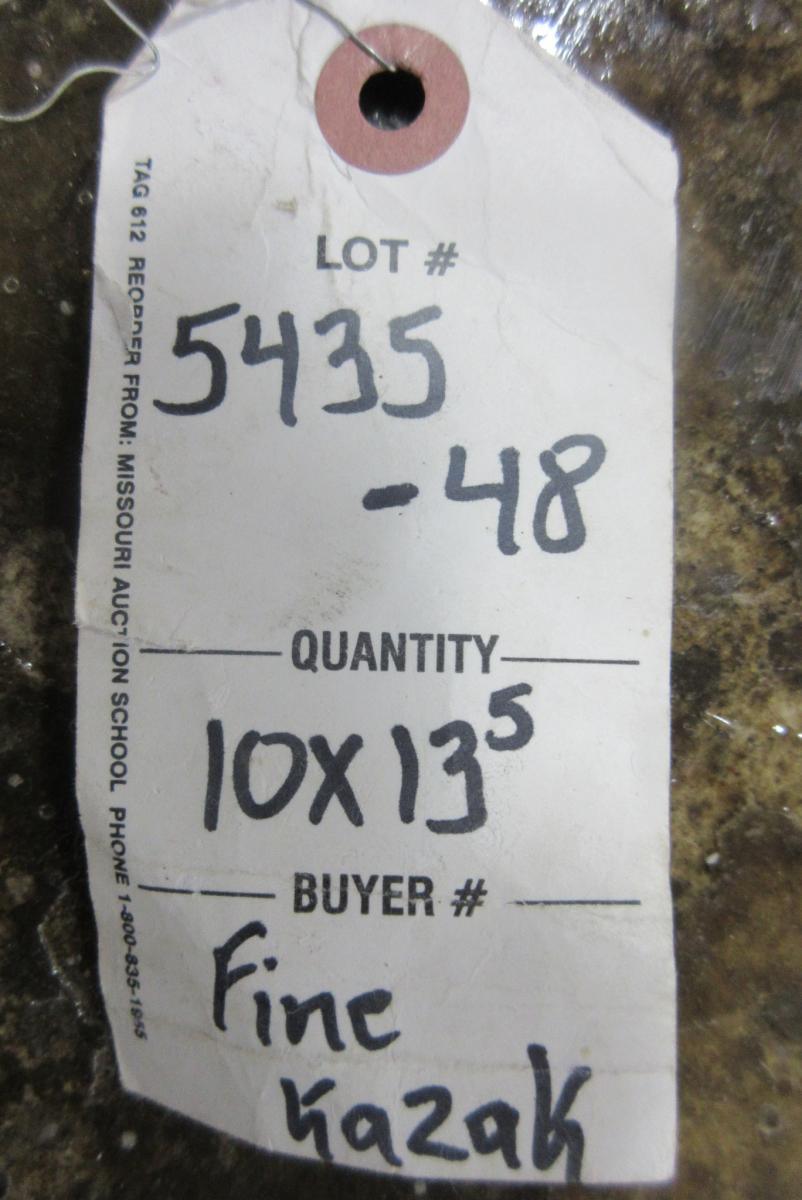 LOT #
5435
-48
QUANTITY
10X13⁵
BUYER #
Fine
Kazak
TAG 612 REORDER FROM: MISSOURI AUCTION SCHOOL PHONE 1-800-835-1955